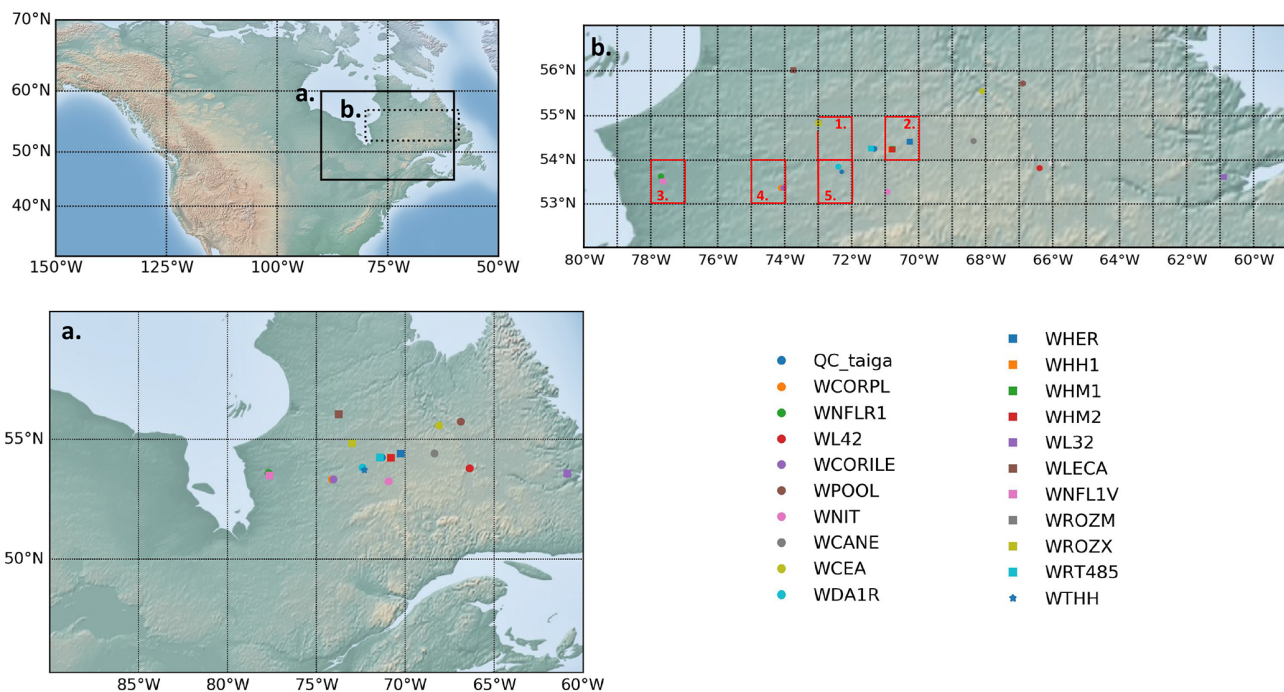 70°N
60°N
50°N
40°N
a.
b.
150°W 125°W 100°W 75°W 50°W
b.
56°N
55°N
54°N
53°N
1.
2.
3.
4.
5.
80°W 78°W 76°W 74°W 72°W 70°W 68°W 66°W 64°W 62°W 60°W
a.
55°N
50°N
85°W 80°W 75°W 70°W 65°W 60°W
QC_taiga
WCORPL
WNFLR1
WL42
WCORILE
WPOOL
WNIT
WCANE
WCEA
WDA1R
WHER
WHH1
WHM1
WHM2
WL32
WLECA
WNFL1V
WROZM
WROZX
WRT485
WTHH